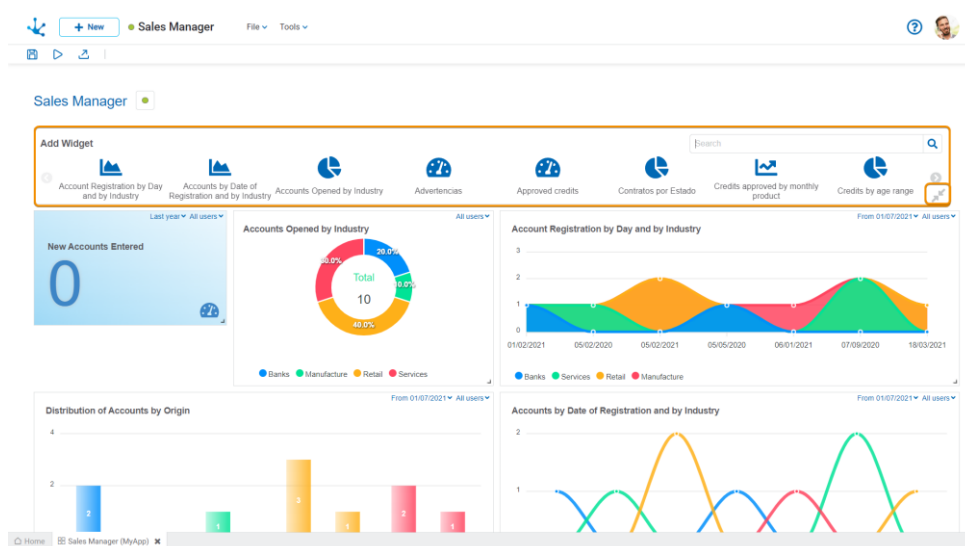 + New
Sales Manager
File
Tools
Sales Manager
Add Widget
Search
Account Registration by Day
and by Industry
Accounts by Date of
Registration and by Industry
Accounts Opened by Industry
Advertencias
Approved credits
Contratos por Estado
Credits approved by monthly
product
Credits by age range
Last year All users
New Accounts Entered
0
All users
Accounts Opened by Industry
20.0%
30.0%
10.0%
40.0%
Total
10
Banks Manufacture Retail Services
From 01/07/2021 All users
Account Registration by Day and by Industry
3
2
1
0
01/02/2021 05/02/2020 05/02/2021 05/05/2020 06/01/2021 07/09/2020 18/03/2021
Banks Services Retail Manufacture
From 01/07/2021 All users
Distribution of Accounts by Origin
4
2
2
1
3
1
2
1
From 01/07/2021 All users
Accounts by Date of Registration and by Industry
2
1
Home
Sales Manager (MyApp)